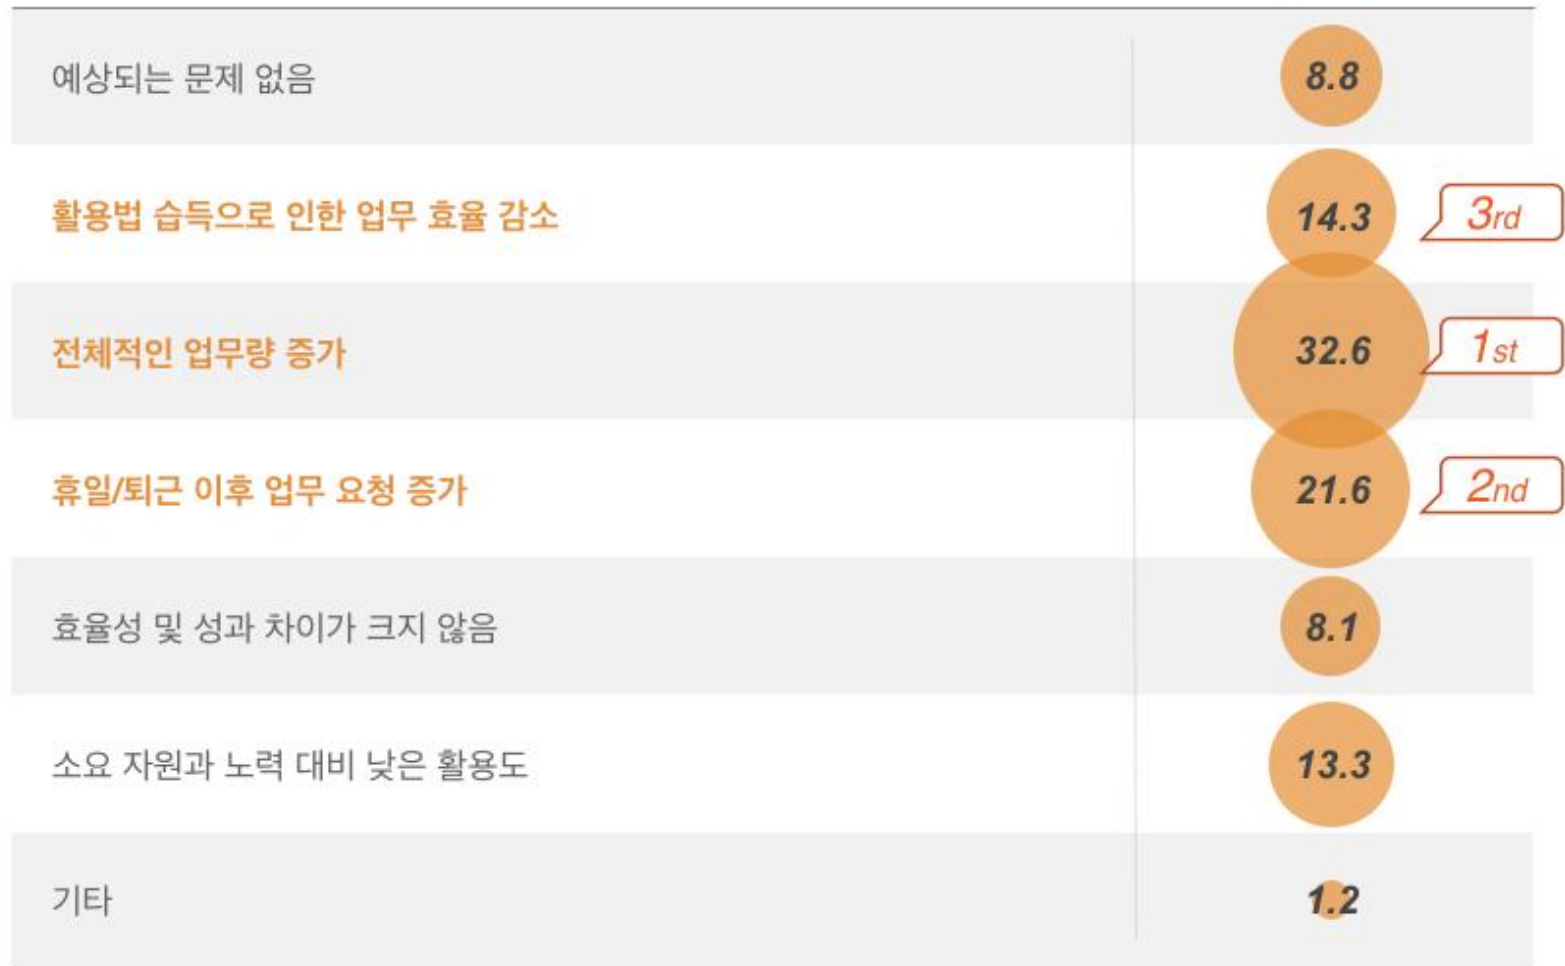 예상되는 문제 없음 8.8
활용법 습득으로 인한 업무 효율 감소 14.3 3rd
전체적인 업무량 증가 32.6 1st
휴일/퇴근 이후 업무 요청 증가 21.6 2nd
효율성 및 성과 차이가 크지 않음 8.1
소요 자원과 노력 대비 낮은 활용도 13.3
기타 1.2